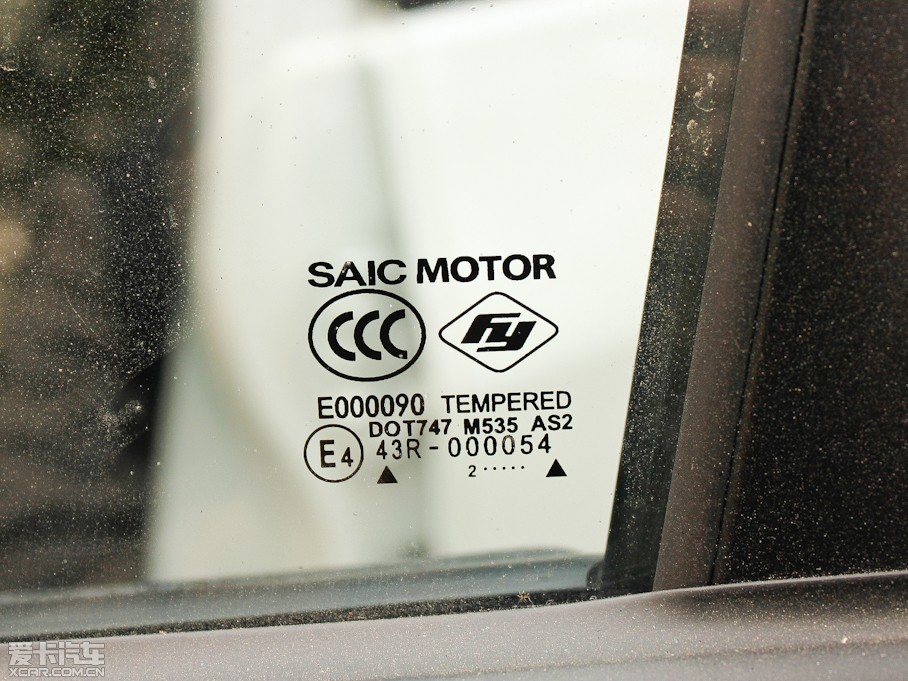 SAIC MOTOR
CCC fy
E000090 TEMPERED
DOT747 M535 AS2
E4 43R-000054
2·····
爱卡汽车
XCAR.COM.CN